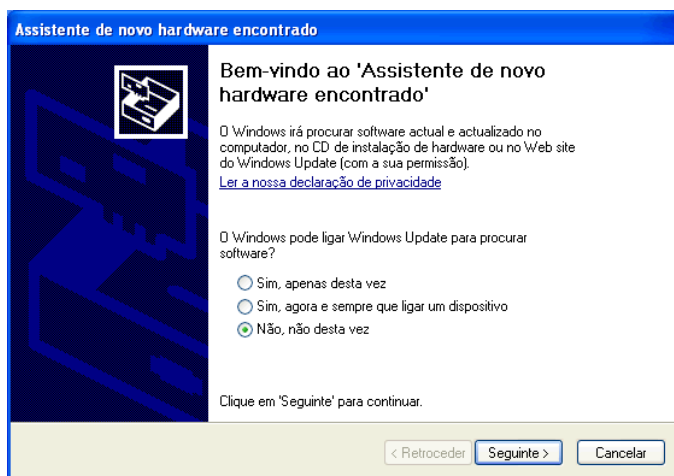 Assistente de novo hardware encontrado
Bem-vindo ao 'Assistente de novo
hardware encontrado'
O Windows irá procurar software actual e actualizado no
computador, no CD de instalação de hardware ou no Web site
do Windows Update (com a sua permissão).
Ler a nossa declaração de privacidade
O Windows pode ligar Windows Update para procurar
software?
Sim, apenas desta vez
Sim, agora e sempre que ligar um dispositivo
Não, não desta vez
Clique em 'Seguinte' para continuar.
< Retroceder Seguinte > Cancelar